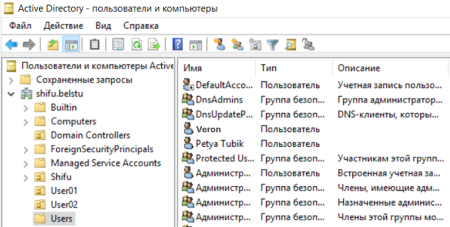 Active Directory - пользователи и компьютеры
Файл Действие Вид Справка
Пользователи и компьютеры Active
Сохраненные запросы
shifu.belstu
Builtin
Computers
Domain Controllers
ForeignSecurityPrincipals
Managed Service Accounts
Shifu
User01
User02
Users
Имя Тип Описание
DefaultAcco... Пользователь Учетная запись пользо...
DnsAdmins Группа безоп... Группа администратор...
DnsUpdateP... Группа безоп... DNS-клиенты, которы...
Veron Пользователь
Petya Tubik Пользователь
Protected Us... Группа безоп... Участникам этой групп...
Администр... Пользователь Встроенная учетная за...
Администр... Группа безоп... Члены, имеющие адм...
Администр... Группа безоп... Назначенные админис...
Администр... Группа безоп... Члены этой группы мо...